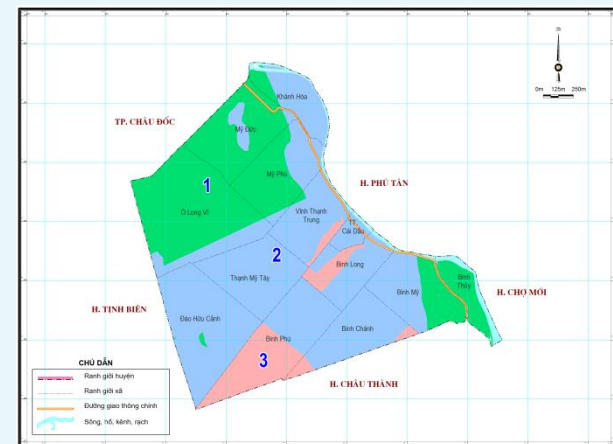 0m 125m 250m
Khánh Hòa
TP. CHÂU ĐỐC
Mỹ Đức
H. PHÚ TÂN
Mỹ Phú
1
Ô Long Vĩ
Vĩnh Thạnh
Trung
TT.
Cái Dầu
2
Bình Long
Thạnh Mỹ Tây
Bình Thủy
Bình Mỹ
H. CHỢ MỚI
H. TỊNH BIÊN
Đào Hữu Cảnh
Bình Chánh
Bình Phú
3
H. CHÂU THÀNH
CHÚ DẪN
Ranh giới huyện
Ranh giới xã
Đường giao thông chính
Sông, hồ, kênh, rạch